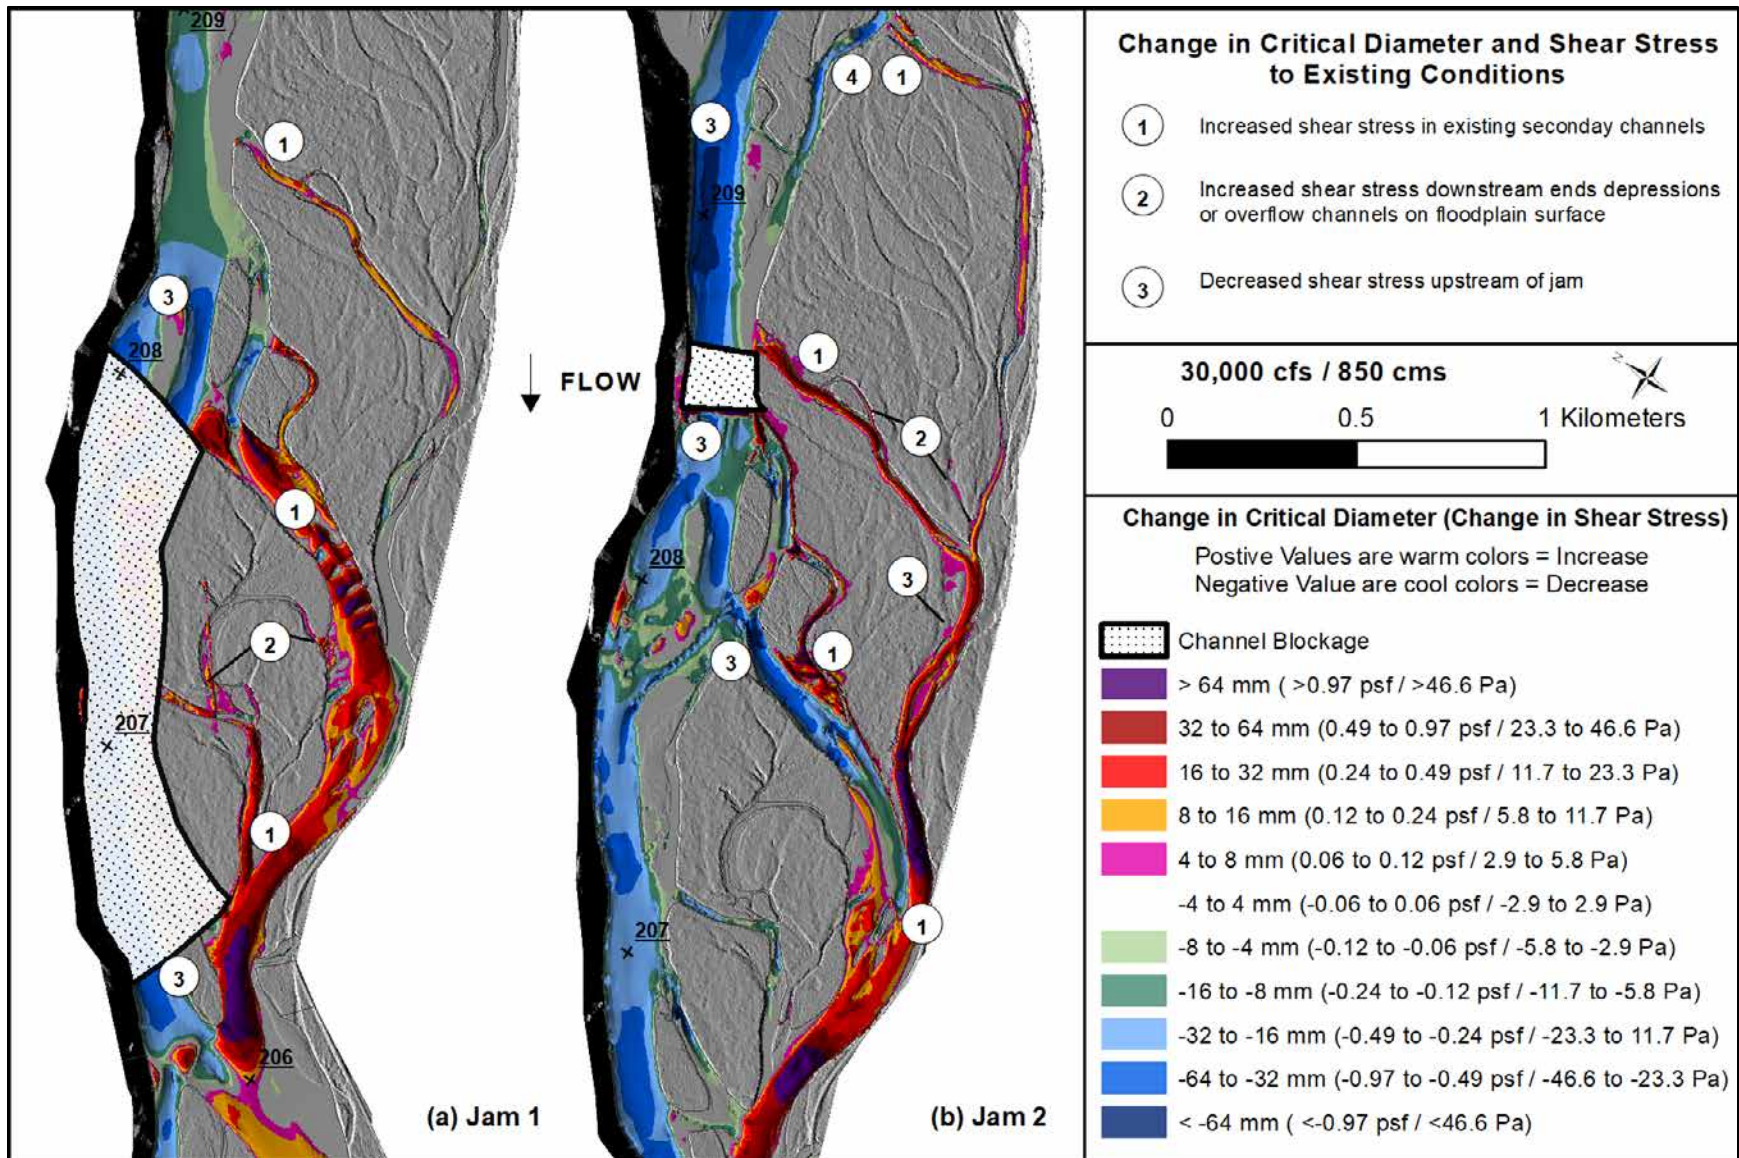 209
1
3
208
FLOW
1
2
207
1
3
206
(a) Jam 1
4
1
3
209
1
2
3
208
3
1
3
207
1
(b) Jam 2
Change in Critical Diameter and Shear Stress
to Existing Conditions
1 Increased shear stress in existing seconday channels
2 Increased shear stress downstream ends depressions
or overflow channels on floodplain surface
3 Decreased shear stress upstream of jam
30,000 cfs / 850 cms
N
0 0.5 1 Kilometers
Change in Critical Diameter (Change in Shear Stress)
Postive Values are warm colors = Increase
Negative Value are cool colors = Decrease
Channel Blockage
> 64 mm ( >0.97 psf / >46.6 Pa)
32 to 64 mm (0.49 to 0.97 psf / 23.3 to 46.6 Pa)
16 to 32 mm (0.24 to 0.49 psf / 11.7 to 23.3 Pa)
8 to 16 mm (0.12 to 0.24 psf / 5.8 to 11.7 Pa)
4 to 8 mm (0.06 to 0.12 psf / 2.9 to 5.8 Pa)
-4 to 4 mm (-0.06 to 0.06 psf / -2.9 to 2.9 Pa)
-8 to -4 mm (-0.12 to -0.06 psf / -5.8 to -2.9 Pa)
-16 to -8 mm (-0.24 to -0.12 psf / -11.7 to -5.8 Pa)
-32 to -16 mm (-0.49 to -0.24 psf / -23.3 to 11.7 Pa)
-64 to -32 mm (-0.97 to -0.49 psf / -46.6 to -23.3 Pa)
< -64 mm ( <-0.97 psf / <46.6 Pa)